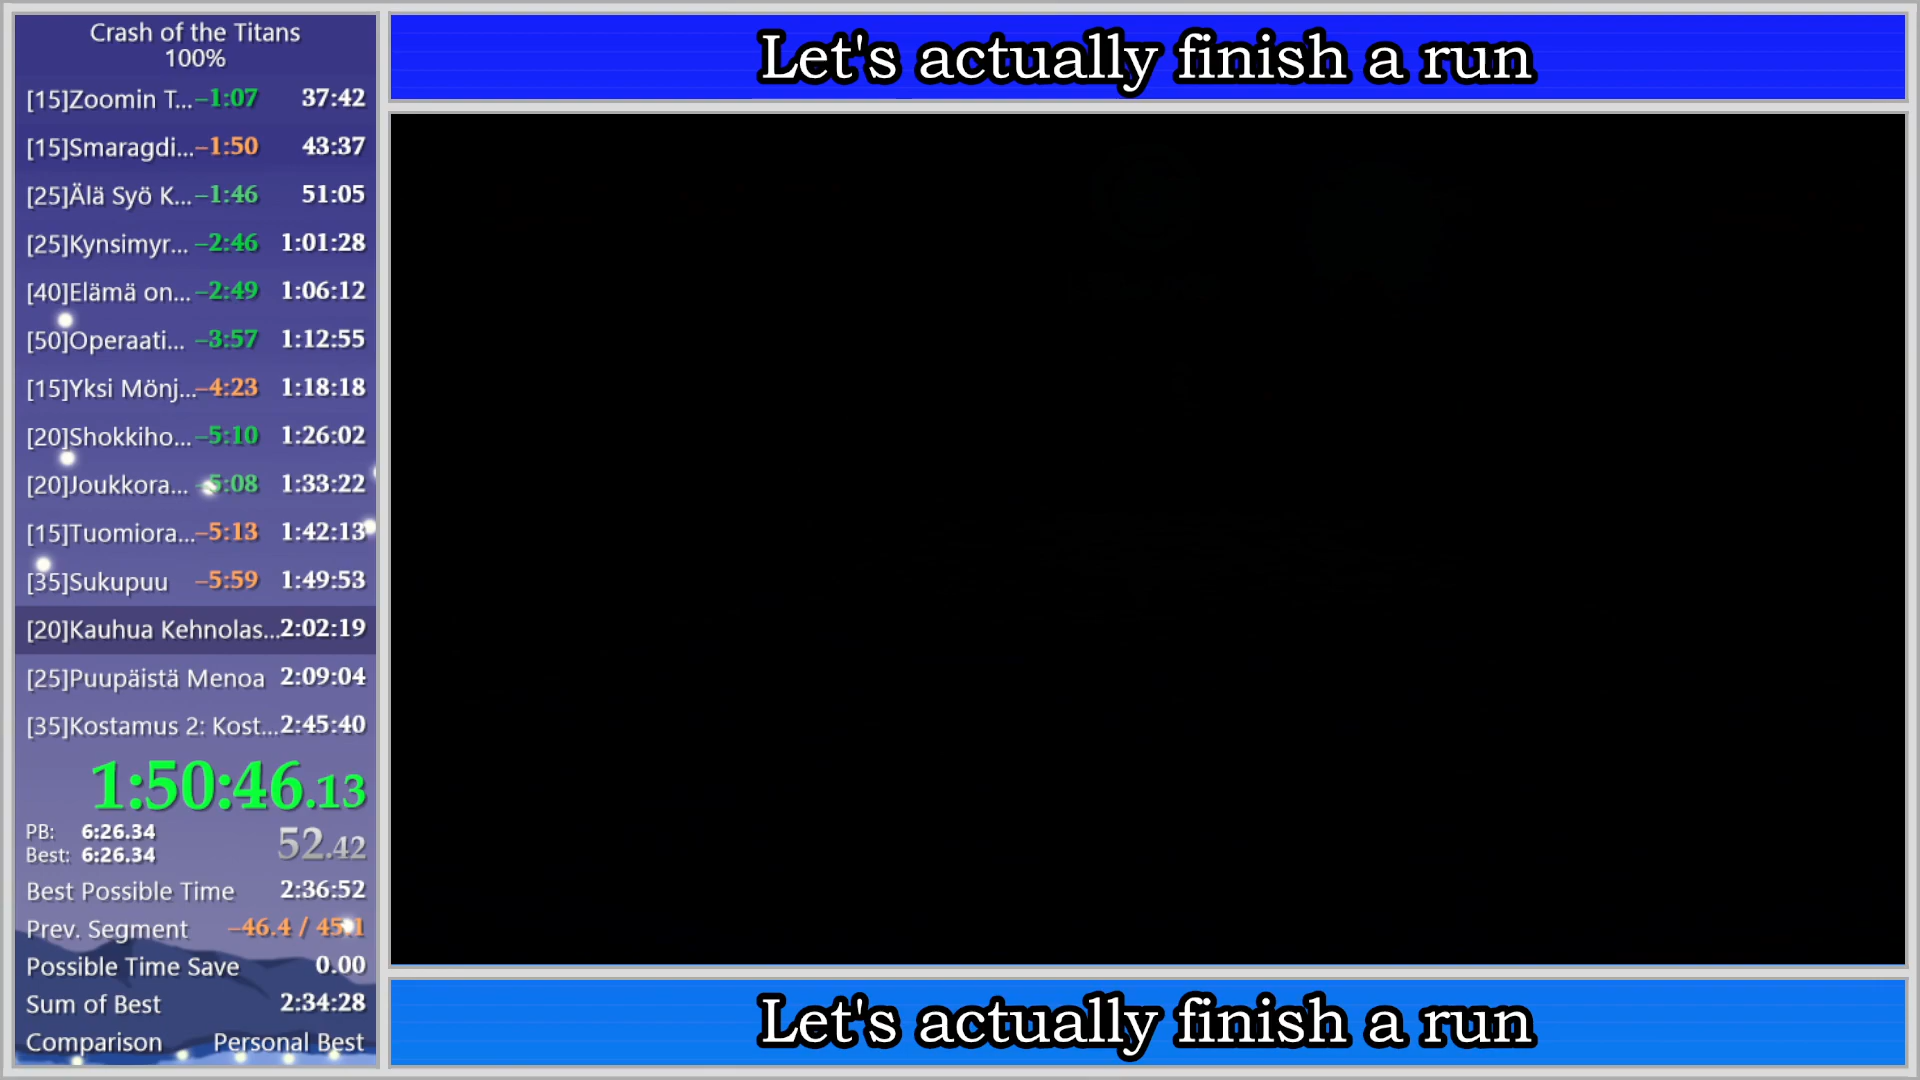 Crash of the Titans
100%
[15]Zoomin T... −1:07 37:42
[15]Smaragdi... −1:50 43:37
[25]Älä Syö K... −1:46 51:05
[25]Kynsimyr... −2:46 1:01:28
[40]Elämä on... −2:49 1:06:12
[50]Operaati... −3:57 1:12:55
[15]Yksi Mönj... −4:23 1:18:18
[20]Shokkiho... −5:10 1:26:02
[20]Joukkora... −5:08 1:33:22
[15]Tuomiora... −5:13 1:42:13
[35]Sukupuu −5:59 1:49:53
[20]Kauhua Kehnolas... 2:02:19
[25]Puupäistä Menoa 2:09:04
[35]Kostamus 2: Kost... 2:45:40
1:50:46.13
PB: 6:26.34
52.42
Best: 6:26.34
Best Possible Time 2:36:52
Prev. Segment −46.4 / 45.1
Possible Time Save 0.00
Sum of Best 2:34:28
Comparison Personal Best
Let's actually finish a run
Let's actually finish a run